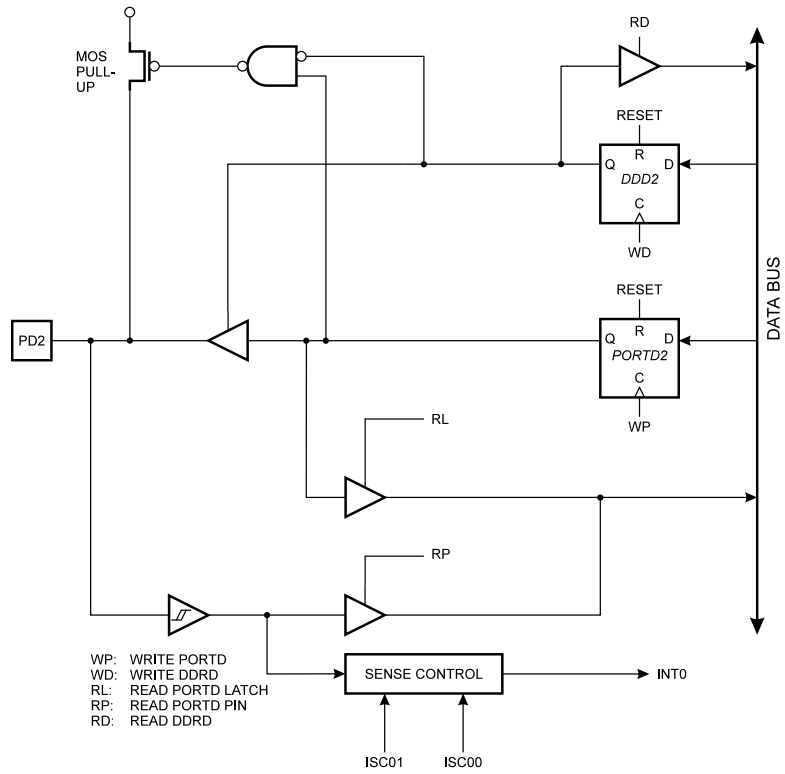 RD
MOS
PULL-
UP
RESET
R
Q
D
DDD2
C
WD
DATA BUS
RESET
PD2
R
Q
D
PORTD2
C
WP
RL
RP
WP: WRITE PORTD
WD: WRITE DDRD
RL: READ PORTD LATCH
RP: READ PORTD PIN
RD: READ DDRD
SENSE CONTROL
INT0
ISC01
ISC00